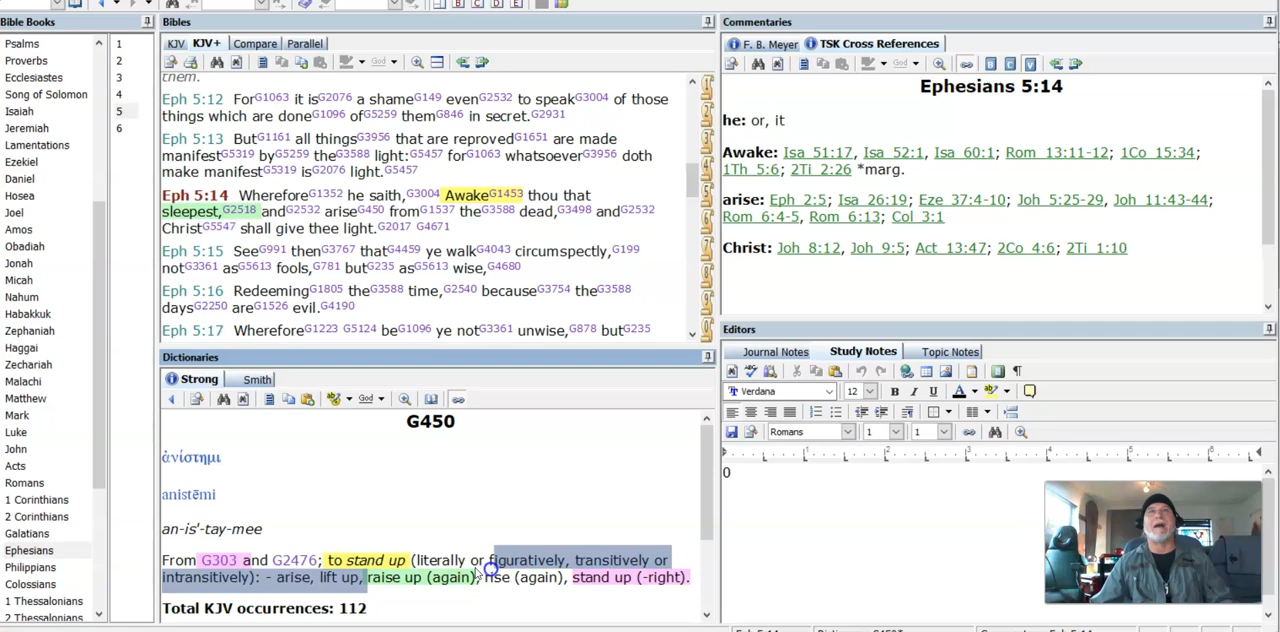 Bible Books
Psalms
Proverbs
Ecclesiastes
Song of Solomon
Isaiah
Jeremiah
Lamentations
Ezekiel
Daniel
Hosea
Joel
Amos
Obadiah
Jonah
Micah
Nahum
Habakkuk
Zephaniah
Haggai
Zechariah
Malachi
Matthew
Mark
Luke
John
Acts
Romans
1 Corinthians
2 Corinthians
Galatians
Ephesians
Philippians
Colossians
1 Thessalonians
2 Thessalonians
1
2
3
4
5
6
Bibles
KJV KJV+ Compare Parallel
God
them.
Eph 5:12 ForG1063 it isG2076 a shameG149 evenG2532 to speakG3004 of those
things which are doneG1096 ofG5259 themG846 in secret.G2931
Eph 5:13 ButG1161 all thingsG3956 that are reprovedG1651 are made
manifestG5319 byG5259 theG3588 light:G5457 forG1063 whatsoeverG3956 doth
make manifestG5319 isG2076 light.G5457
Eph 5:14 WhereforeG1352 he saith,G3004 AwakeG1453 thou that
sleepest,G2518 andG2532 ariseG450 fromG1537 theG3588 dead,G3498 andG2532
ChristG5547 shall give thee light.G2017 G4671
Eph 5:15 SeeG991 thenG3767 thatG4459 ye walkG4043 circumspectly,G199
notG3361 asG5613 fools,G781 butG235 asG5613 wise,G4680
Eph 5:16 RedeemingG1805 theG3588 time,G2540 becauseG3754 theG3588
daysG2250 areG1526 evil.G4190
Eph 5:17 WhereforeG1223 G5124 beG1096 ye notG3361 unwise,G878 butG235
Dictionaries
Strong Smith
God
G450
ἀνίστημι
anistēmi
an-is'-tay-mee
From G303 and G2476; to stand up (literally or figuratively, transitively or
intransitively): - arise, lift up, raise up (again), rise (again), stand up (-right).
Total KJV occurrences: 112
Commentaries
F. B. Meyer TSK Cross References
God
Ephesians 5:14
he: or, it
Awake: Isa 51:17, Isa 52:1, Isa 60:1; Rom 13:11-12; 1Co 15:34;
1Th 5:6; 2Ti 2:26 *marg.
arise: Eph 2:5; Isa 26:19; Eze 37:4-10; Joh 5:25-29, Joh 11:43-44;
Rom 6:4-5, Rom 6:13; Col 3:1
Christ: Joh 8:12, Joh 9:5; Act 13:47; 2Co 4:6; 2Ti 1:10
Editors
Journal Notes Study Notes Topic Notes
Verdana 12 B I U A ab
Romans 1 1
1 2 3 4 5 6
0